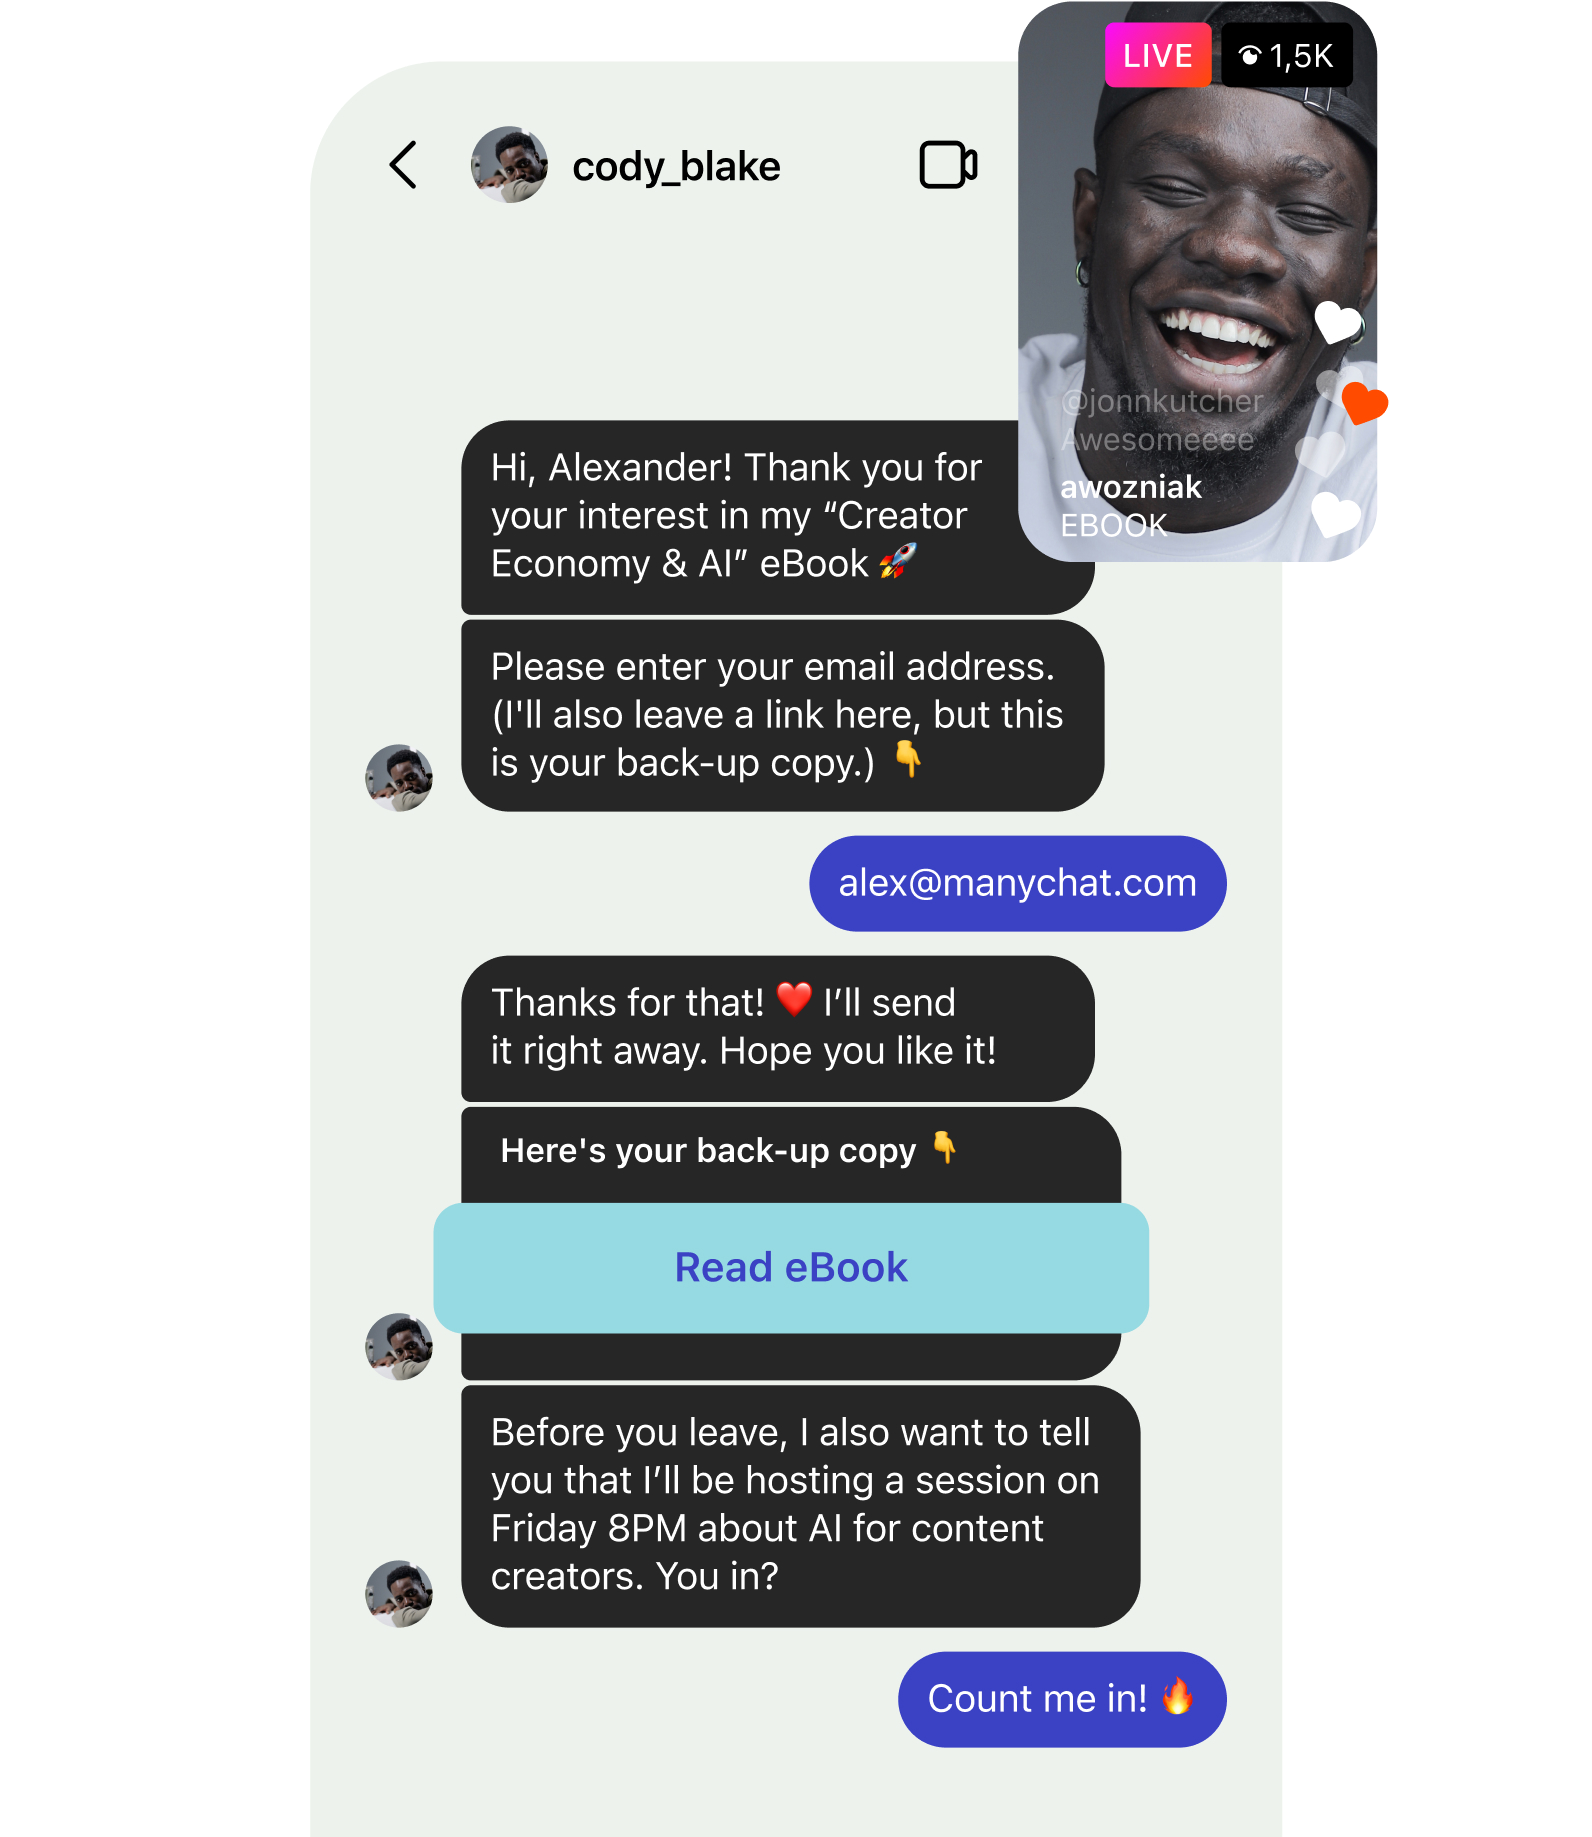 LIVE
1,5K
cody_blake
@jonnkutcher
Awesomeeee
awozniak
EBOOK
Hi, Alexander! Thank you for
your interest in my “Creator
Economy & AI” eBook 🚀
Please enter your email address.
(I'll also leave a link here, but this
is your back-up copy.) 👇
alex@manychat.com
Thanks for that! ❤️ I’ll send
it right away. Hope you like it!
Here's your back-up copy 👇
Read eBook
Before you leave, I also want to tell
you that I’ll be hosting a session on
Friday 8PM about AI for content
creators. You in?
Count me in! 🔥